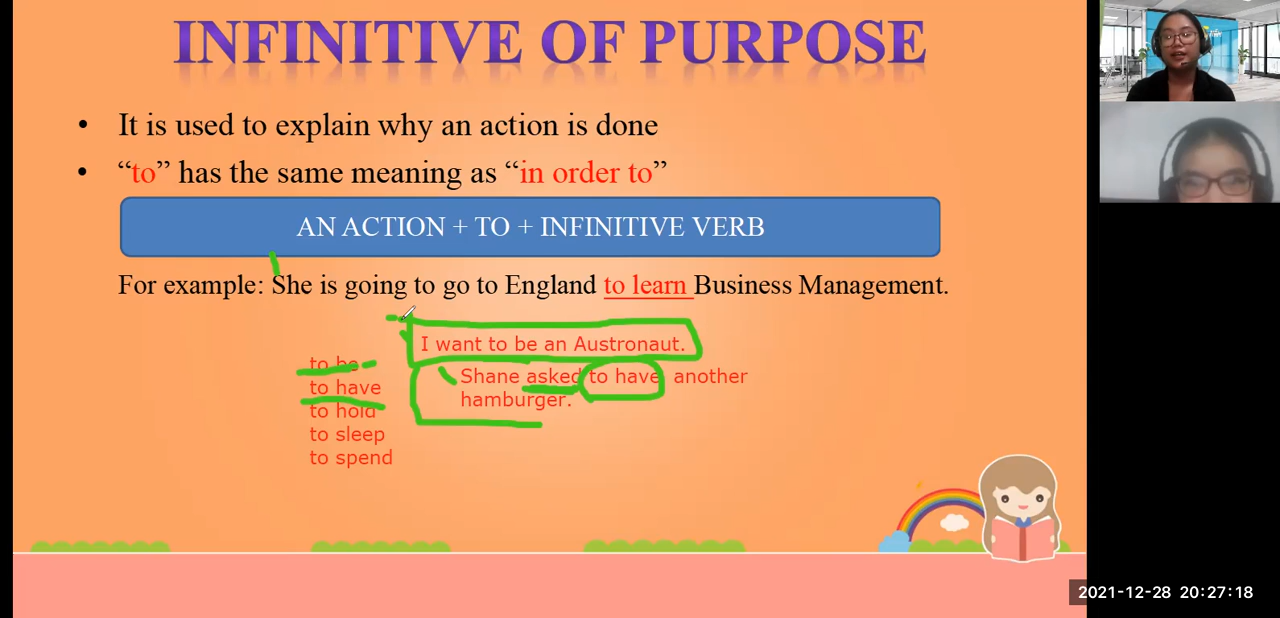 INFINITIVE OF PURPOSE
• It is used to explain why an action is done
• “to” has the same meaning as “in order to”
AN ACTION + TO + INFINITIVE VERB
For example: She is going to go to England to learn Business Management.
I want to be an Austronaut.
to be
to have
to hold
to sleep
to spend
Shane asked to have another
hamburger.
2021-12-28 20:27:18